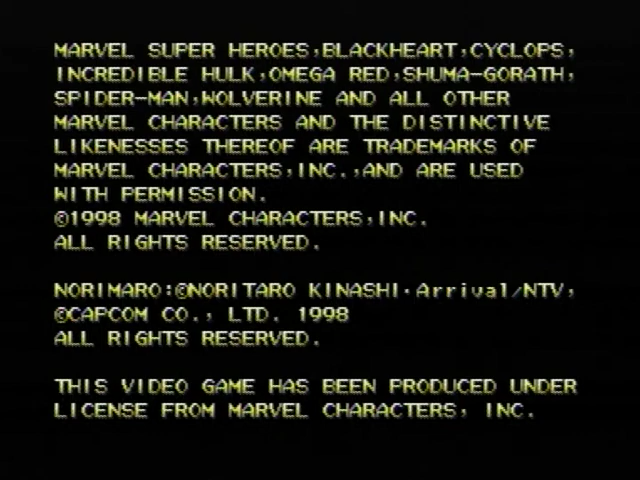 MARVEL SUPER HEROES,BLACKHEART,CYCLOPS,
INCREDIBLE HULK,OMEGA RED,SHUMA-GORATH,
SPIDER-MAN,WOLVERINE AND ALL OTHER
MARVEL CHARACTERS AND THE DISTINCTIVE
LIKENESSES THEREOF ARE TRADEMARKS OF
MARVEL CHARACTERS,INC.,AND ARE USED
WITH PERMISSION.
©1998 MARVEL CHARACTERS,INC.
ALL RIGHTS RESERVED.
NORIMARO:©NORITARO KINASHI·Arrival/NTV,
©CAPCOM CO., LTD. 1998
ALL RIGHTS RESERVED.
THIS VIDEO GAME HAS BEEN PRODUCED UNDER
LICENSE FROM MARVEL CHARACTERS, INC.